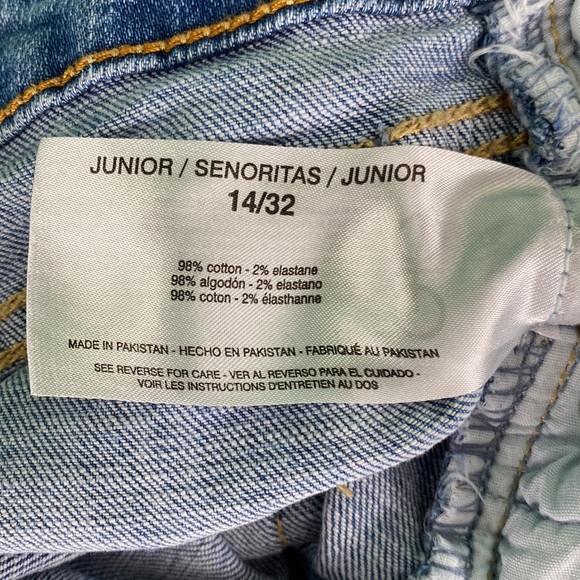 JUNIOR / SENORITAS / JUNIOR
14/32
98% cotton - 2% elastane
98% algodón - 2% elastano
98% coton - 2% élasthanne
MADE IN PAKISTAN - HECHO EN PAKISTAN - FABRIQUÉ AU PAKISTAN
SEE REVERSE FOR CARE - VER AL REVERSO PARA EL CUIDADO -
VOIR LES INSTRUCTIONS D'ENTRETIEN AU DOS